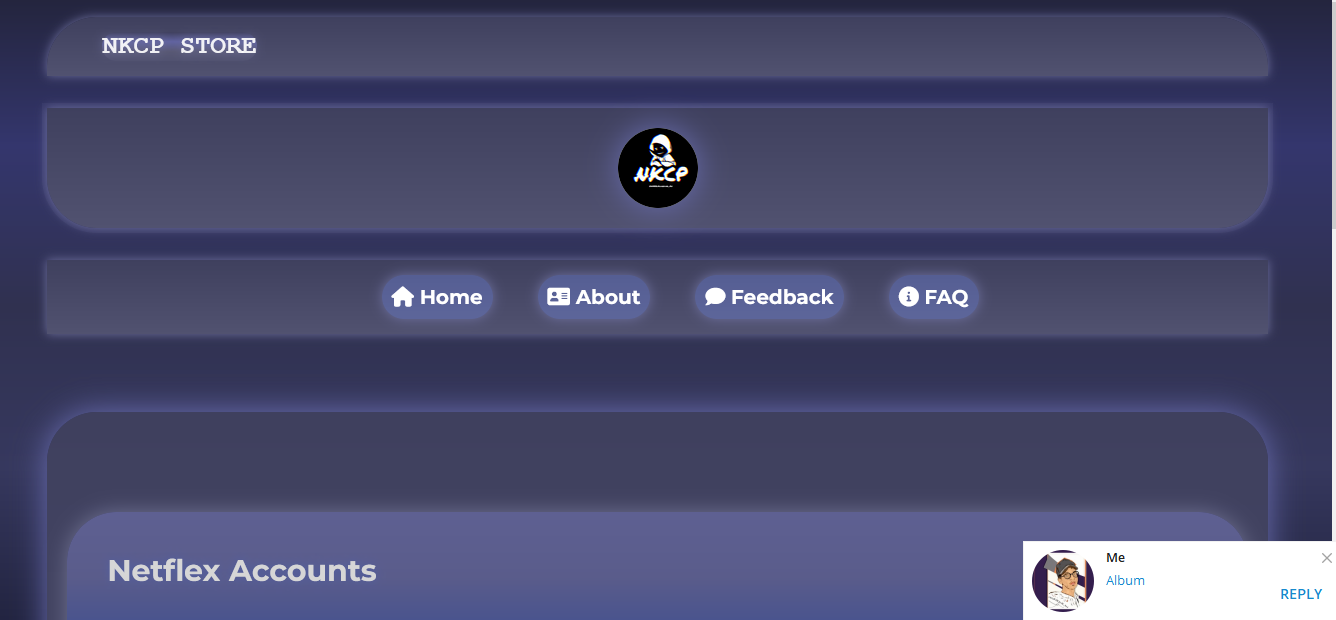 NKCP STORE
NKCP
Home About Feedback FAQ
Netflex Accounts
Me
Album
REPLY